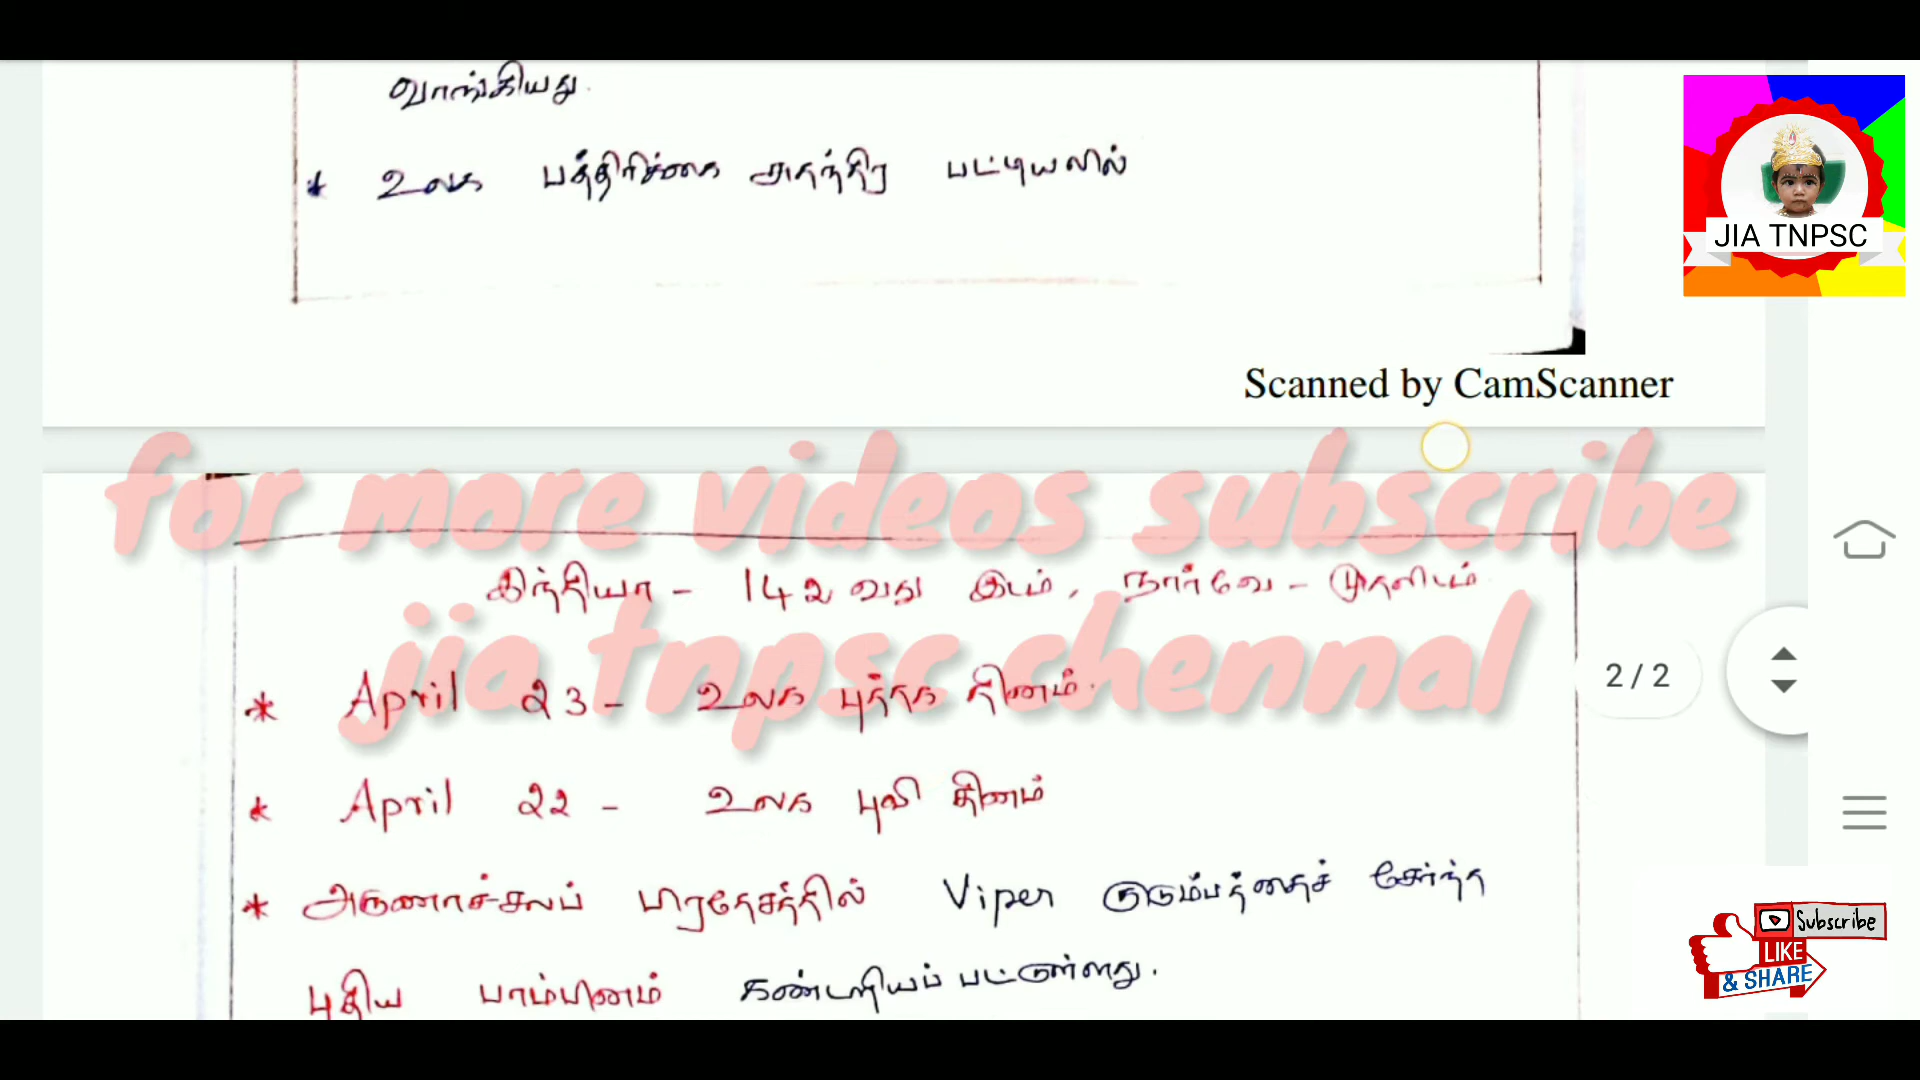 வாங்கியது.
* உலக பத்திரிச்கை சுதந்திர பட்டியலில்
JIA TNPSC
Scanned by CamScanner
for more videos subscribe
jia tnpsc chennal
இந்தியா - 142 வது இடம், நார்வே - முதலிடம்
2 / 2
* April 23 - உலக புத்தக தினம்.
* April 22 - உலக புவி தினம்
* அருணாச்சலப் பிரதேசத்தில் Viper குடும்பத்தைச் சேர்ந்த
புதிய பாம்பினம் கண்டறியப் பட்டுள்ளது.
Subscribe
LIKE
& SHARE